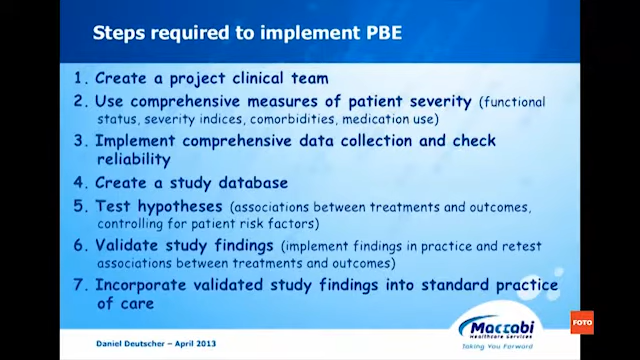 Steps required to implement PBE
1. Create a project clinical team
2. Use comprehensive measures of patient severity (functional
status, severity indices, comorbidities, medication use)
3. Implement comprehensive data collection and check
reliability
4. Create a study database
5. Test hypotheses (associations between treatments and outcomes,
controlling for patient risk factors)
6. Validate study findings (implement findings in practice and retest
associations between treatments and outcomes)
7. Incorporate validated study findings into standard practice
of care
Maccabi
Healthcare Services
Taking You Forward
FOTO
Daniel Deutscher – April 2013